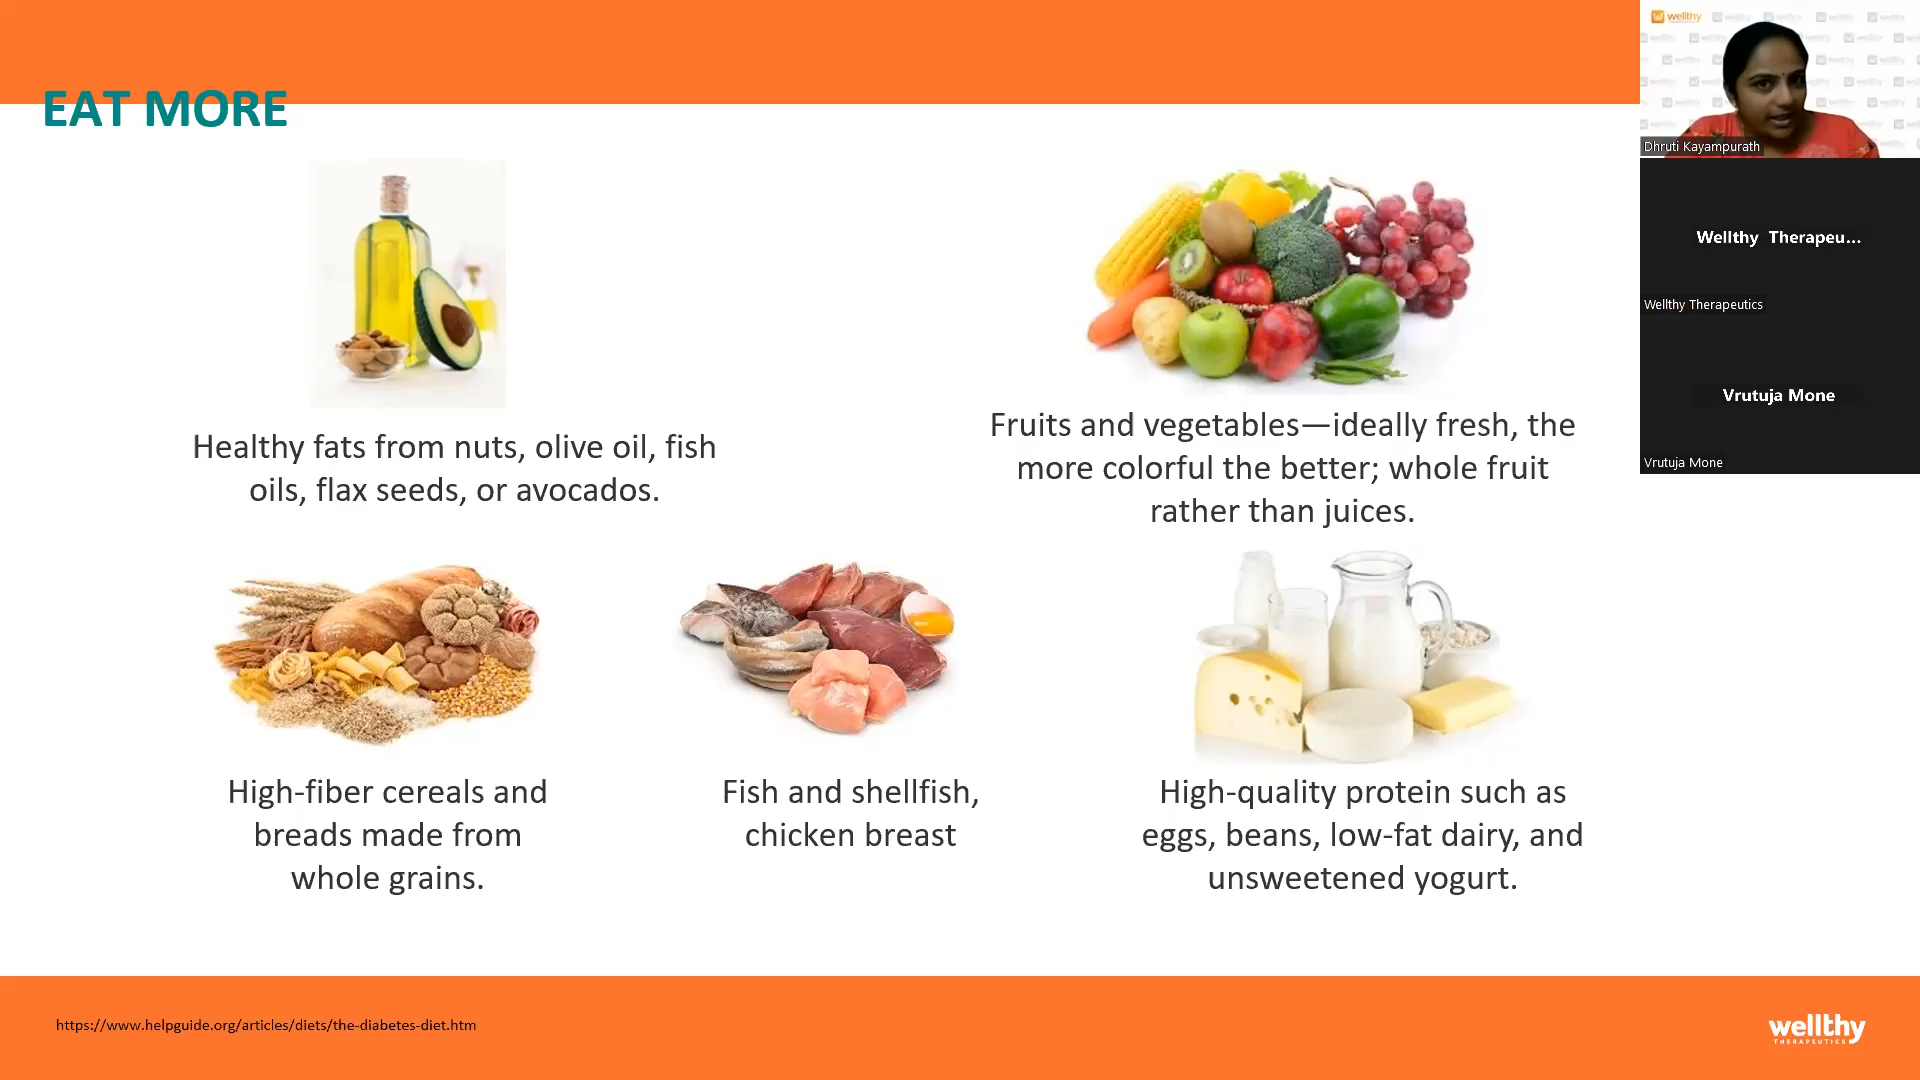 EAT MORE
Healthy fats from nuts, olive oil, fish
oils, flax seeds, or avocados.
Fruits and vegetables—ideally fresh, the
more colorful the better; whole fruit
rather than juices.
High-fiber cereals and
breads made from
whole grains.
Fish and shellfish,
chicken breast
High-quality protein such as
eggs, beans, low-fat dairy, and
unsweetened yogurt.
https://www.helpguide.org/articles/diets/the-diabetes-diet.htm
wellthy
THERAPEUTICS
wellthy
Dhruti Kayampurath
Wellthy Therapeu...
Wellthy Therapeutics
Vrutuja Mone
Vrutuja Mone